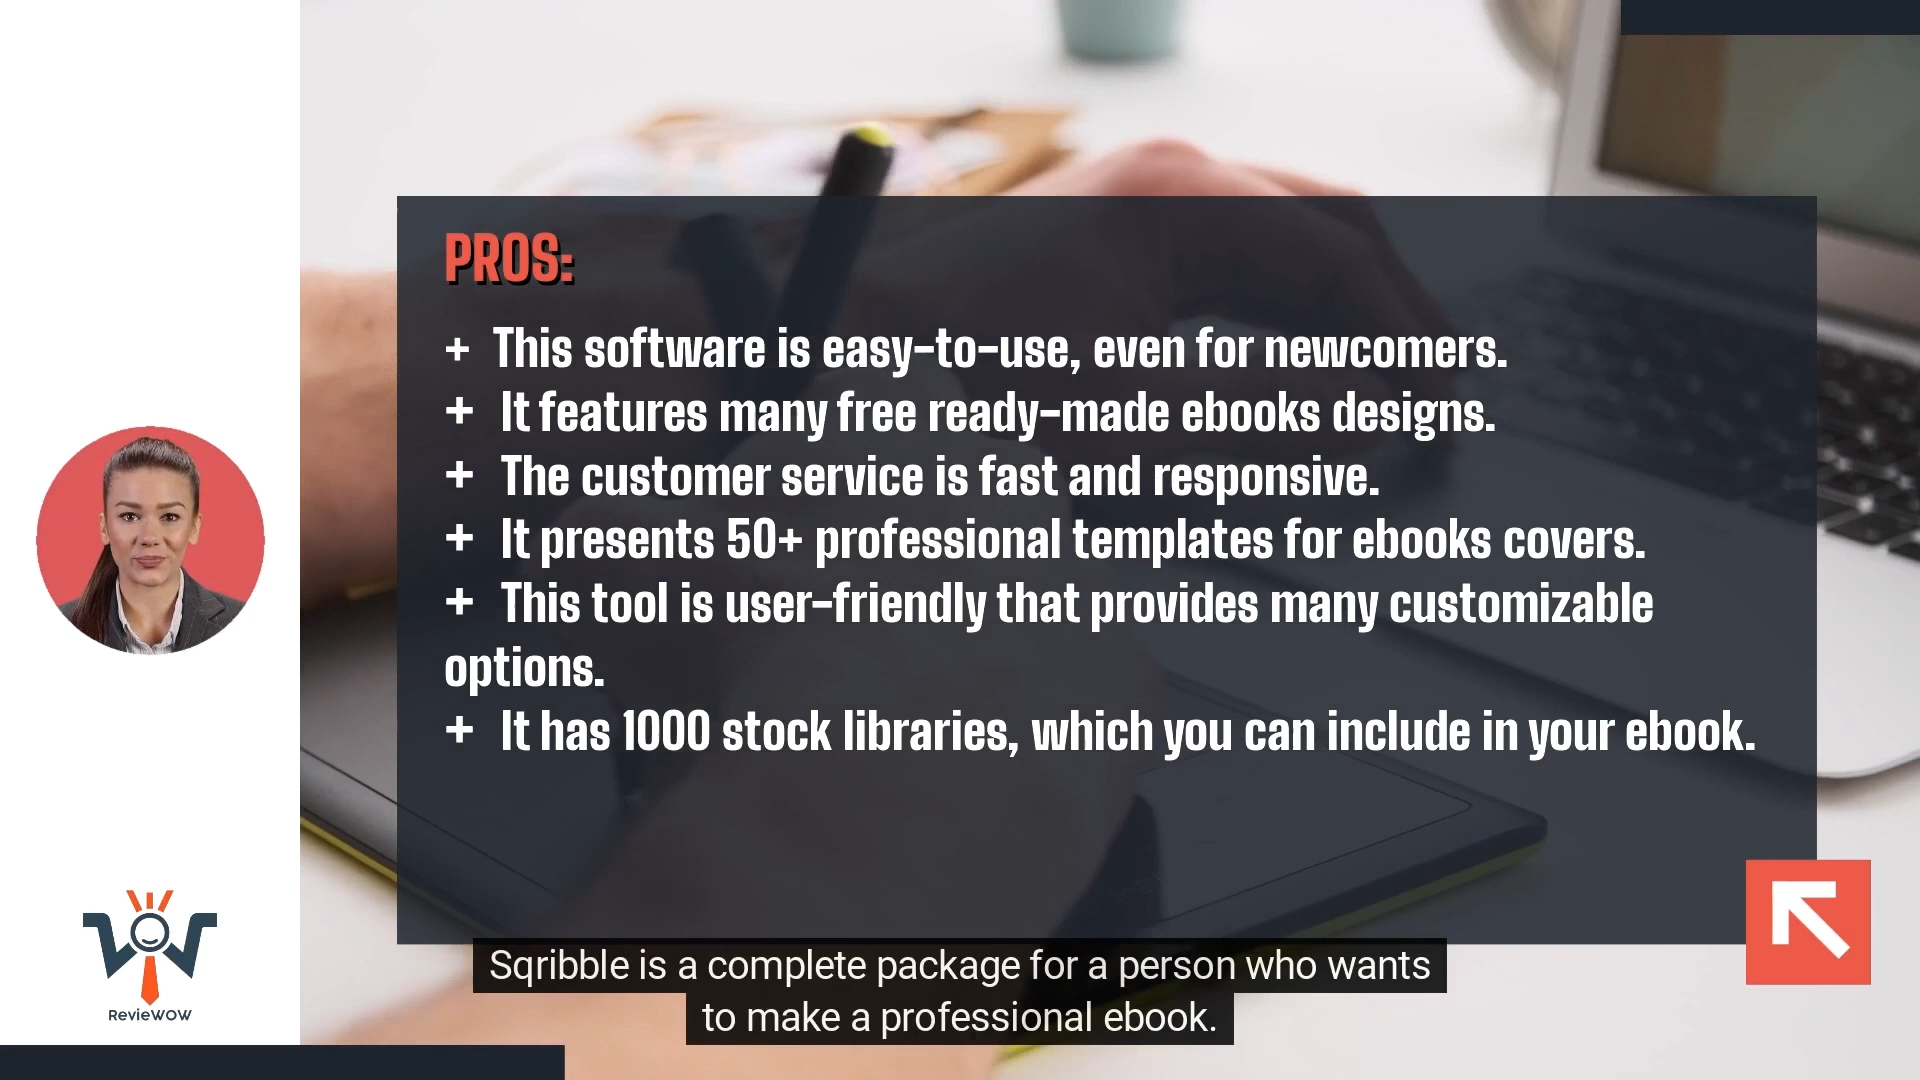 PROS:
+ This software is easy-to-use, even for newcomers.
+ It features many free ready-made ebooks designs.
+ The customer service is fast and responsive.
+ It presents 50+ professional templates for ebooks covers.
+ This tool is user-friendly that provides many customizable
options.
+ It has 1000 stock libraries, which you can include in your ebook.
RevieWOW
Sqribble is a complete package for a person who wants
to make a professional ebook.